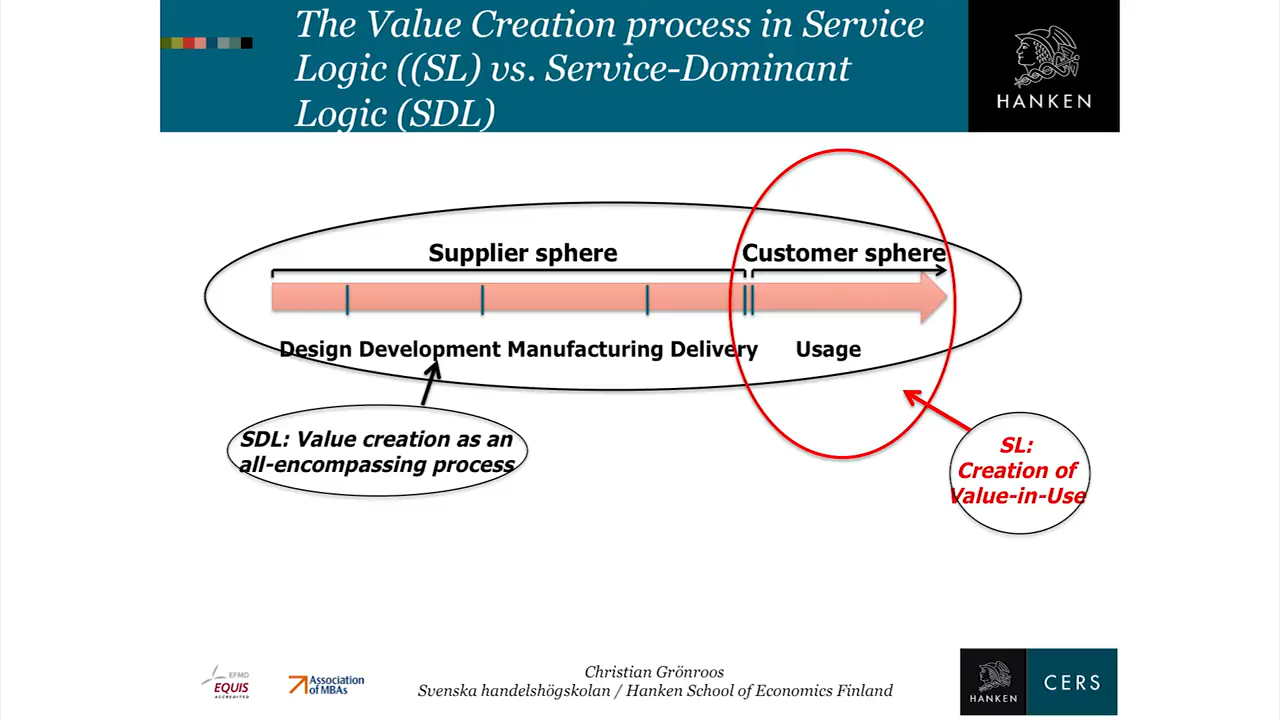 The Value Creation process in Service
Logic ((SL) vs. Service-Dominant
Logic (SDL)
HANKEN
Supplier sphere
Customer sphere
Design Development Manufacturing Delivery
Usage
SDL: Value creation as an
all-encompassing process
SL:
Creation of
Value-in-Use
EFMD
EQUIS
ACCREDITED
Association
of MBAs
Christian Grönroos
Svenska handelshögskolan / Hanken School of Economics Finland
HANKEN
CERS